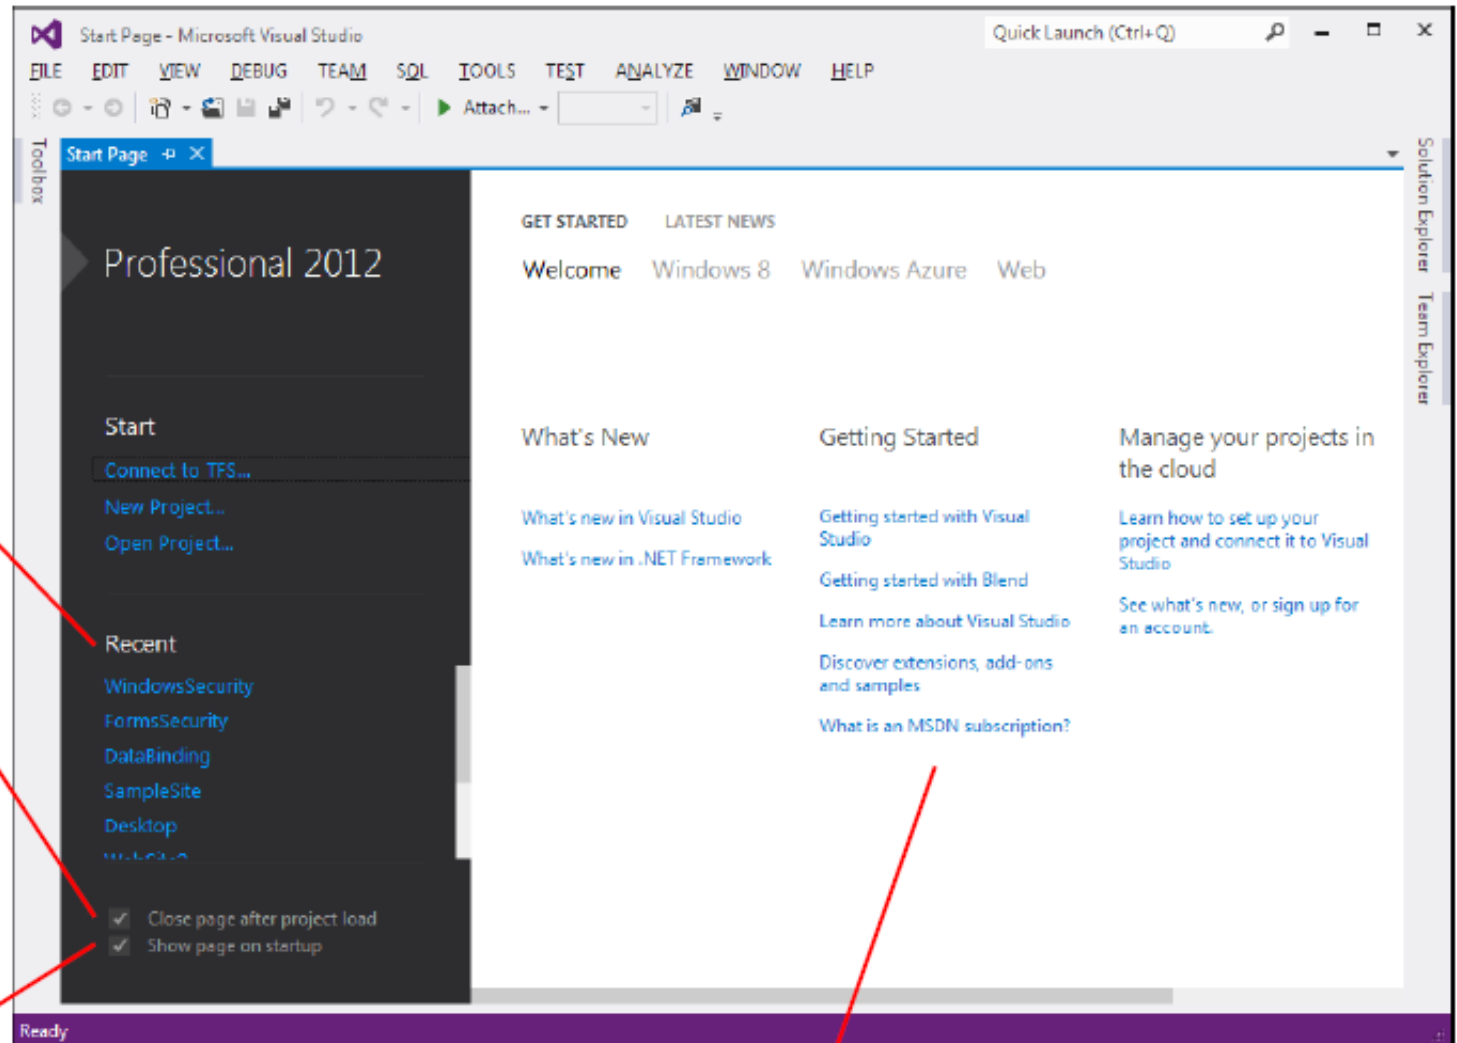 Start Page - Microsoft Visual Studio
Quick Launch (Ctrl+Q)
FILE EDIT VIEW DEBUG TEAM SQL TOOLS TEST ANALYZE WINDOW HELP
Attach...
Toolbox
Start Page
Solution Explorer
Team Explorer
Professional 2012
Start
Connect to TFS...
New Project...
Open Project...
Recent
WindowsSecurity
FormsSecurity
DataBinding
SampleSite
Desktop
Close page after project load
Show page on startup
GET STARTED LATEST NEWS
Welcome Windows 8 Windows Azure Web
What's New
What's new in Visual Studio
What's new in .NET Framework
Getting Started
Getting started with Visual
Studio
Getting started with Blend
Learn more about Visual Studio
Discover extensions, add-ons
and samples
What is an MSDN subscription?
Manage your projects in
the cloud
Learn how to set up your
project and connect it to Visual
Studio
See what's new, or sign up for
an account.
Ready